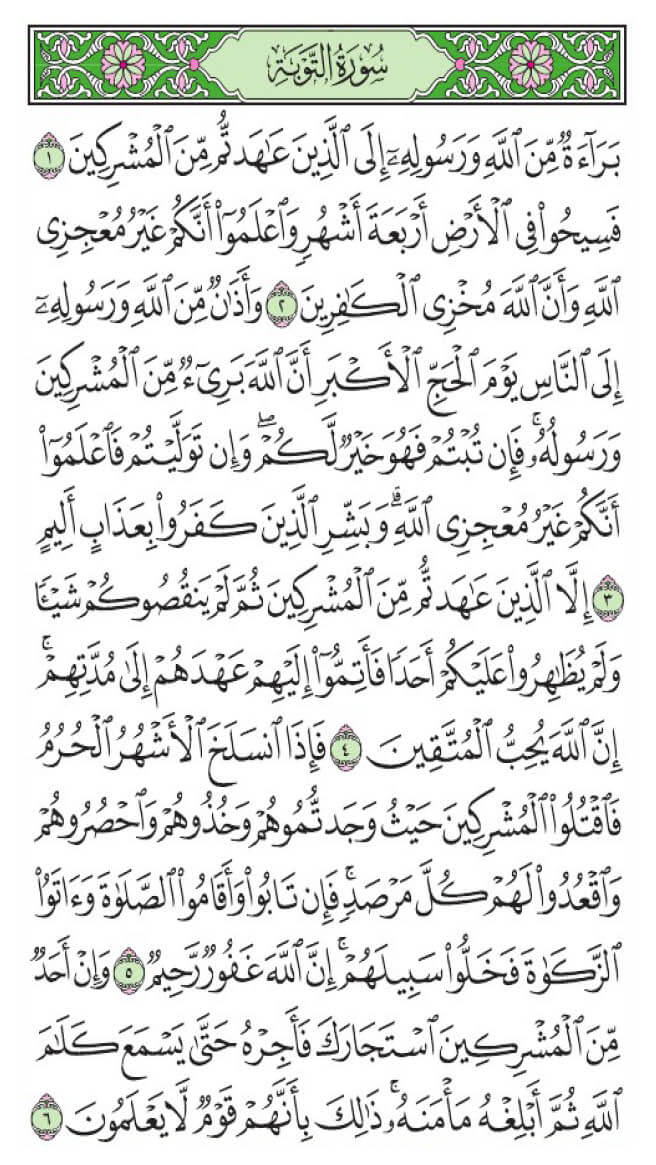 سُورَةُ التَّوۡبَةِ
بَرَآءَةٞ مِّنَ ٱللَّهِ وَرَسُولِهِۦٓ إِلَى ٱلَّذِينَ عَٰهَدتُّم مِّنَ ٱلۡمُشۡرِكِينَ ١
فَسِيحُواْ فِي ٱلۡأَرۡضِ أَرۡبَعَةَ أَشۡهُرٖ وَٱعۡلَمُوٓاْ أَنَّكُمۡ غَيۡرُ مُعۡجِزِي
ٱللَّهِ وَأَنَّ ٱللَّهَ مُخۡزِي ٱلۡكَٰفِرِينَ ٢ وَأَذَٰنٞ مِّنَ ٱللَّهِ وَرَسُولِهِۦٓ
إِلَى ٱلنَّاسِ يَوۡمَ ٱلۡحَجِّ ٱلۡأَكۡبَرِ أَنَّ ٱللَّهَ بَرِيٓءٞ مِّنَ ٱلۡمُشۡرِكِينَ
وَرَسُولُهُۥۚ فَإِن تُبۡتُمۡ فَهُوَ خَيۡرٞ لَّكُمۡۖ وَإِن تَوَلَّيۡتُمۡ فَٱعۡلَمُوٓاْ
أَنَّكُمۡ غَيۡرُ مُعۡجِزِي ٱللَّهِۗ وَبَشِّرِ ٱلَّذِينَ كَفَرُواْ بِعَذَابٍ أَلِيمٍ
٣ إِلَّا ٱلَّذِينَ عَٰهَدتُّم مِّنَ ٱلۡمُشۡرِكِينَ ثُمَّ لَمۡ يَنقُصُوكُمۡ شَيۡـٔٗا
وَلَمۡ يُظَٰهِرُواْ عَلَيۡكُمۡ أَحَدٗا فَأَتِمُّوٓاْ إِلَيۡهِمۡ عَهۡدَهُمۡ إِلَىٰ مُدَّتِهِمۡۚ
إِنَّ ٱللَّهَ يُحِبُّ ٱلۡمُتَّقِينَ ٤ فَإِذَا ٱنسَلَخَ ٱلۡأَشۡهُرُ ٱلۡحُرُمُ
فَٱقۡتُلُواْ ٱلۡمُشۡرِكِينَ حَيۡثُ وَجَدتُّمُوهُمۡ وَخُذُوهُمۡ وَٱحۡصُرُوهُمۡ
وَٱقۡعُدُواْ لَهُمۡ كُلَّ مَرۡصَدٖۚ فَإِن تَابُواْ وَأَقَامُواْ ٱلصَّلَوٰةَ وَءَاتَوُاْ
ٱلزَّكَوٰةَ فَخَلُّواْ سَبِيلَهُمۡۚ إِنَّ ٱللَّهَ غَفُورٞ رَّحِيمٞ ٥ وَإِنۡ أَحَدٞ
مِّنَ ٱلۡمُشۡرِكِينَ ٱسۡتَجَارَكَ فَأَجِرۡهُ حَتَّىٰ يَسۡمَعَ كَلَٰمَ
ٱللَّهِ ثُمَّ أَبۡلِغۡهُ مَأۡمَنَهُۥۚ ذَٰلِكَ بِأَنَّهُمۡ قَوۡمٞ لَّا يَعۡلَمُونَ ٦